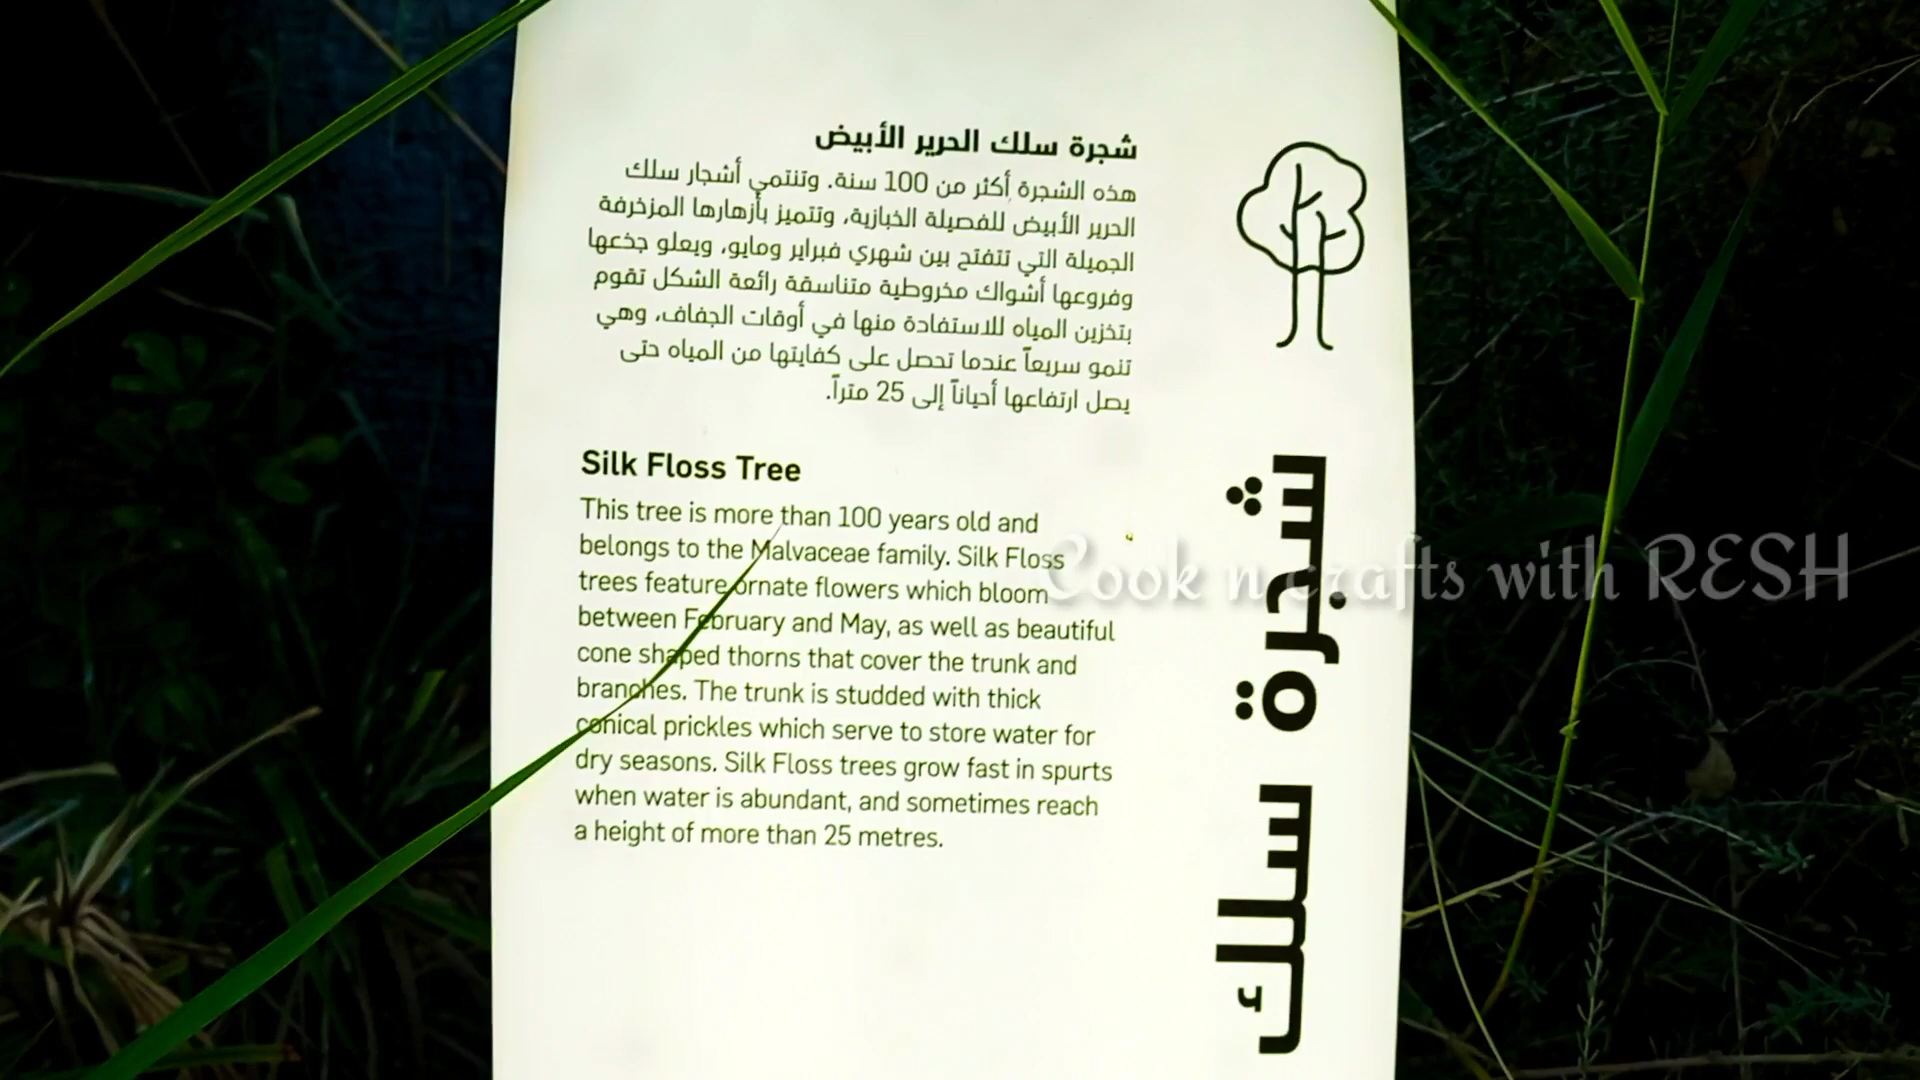 شجرة سلك الحرير الأبيض
هذه الشجرة أكثر من 100 سنة. وتنتمي أشجار سلك
الحرير الأبيض للفصيلة الخبازية، وتتميز بأزهارها المزخرفة
الجميلة التي تتفتح بين شهري فبراير ومايو، ويعلو جذعها
وفروعها أشواك مخروطية متناسقة رائعة الشكل تقوم
بتخزين المياه للاستفادة منها في أوقات الجفاف، وهي
تنمو سريعاً عندما تحصل على كفايتها من المياه حتى
يصل ارتفاعها أحياناً إلى 25 متراً.
Silk Floss Tree
This tree is more than 100 years old and
belongs to the Malvaceae family. Silk Floss
trees feature ornate flowers which bloom
between February and May, as well as beautiful
cone shaped thorns that cover the trunk and
branches. The trunk is studded with thick
conical prickles which serve to store water for
dry seasons. Silk Floss trees grow fast in spurts
when water is abundant, and sometimes reach
a height of more than 25 metres.
شجرة سلك
Cook n crafts with RESH